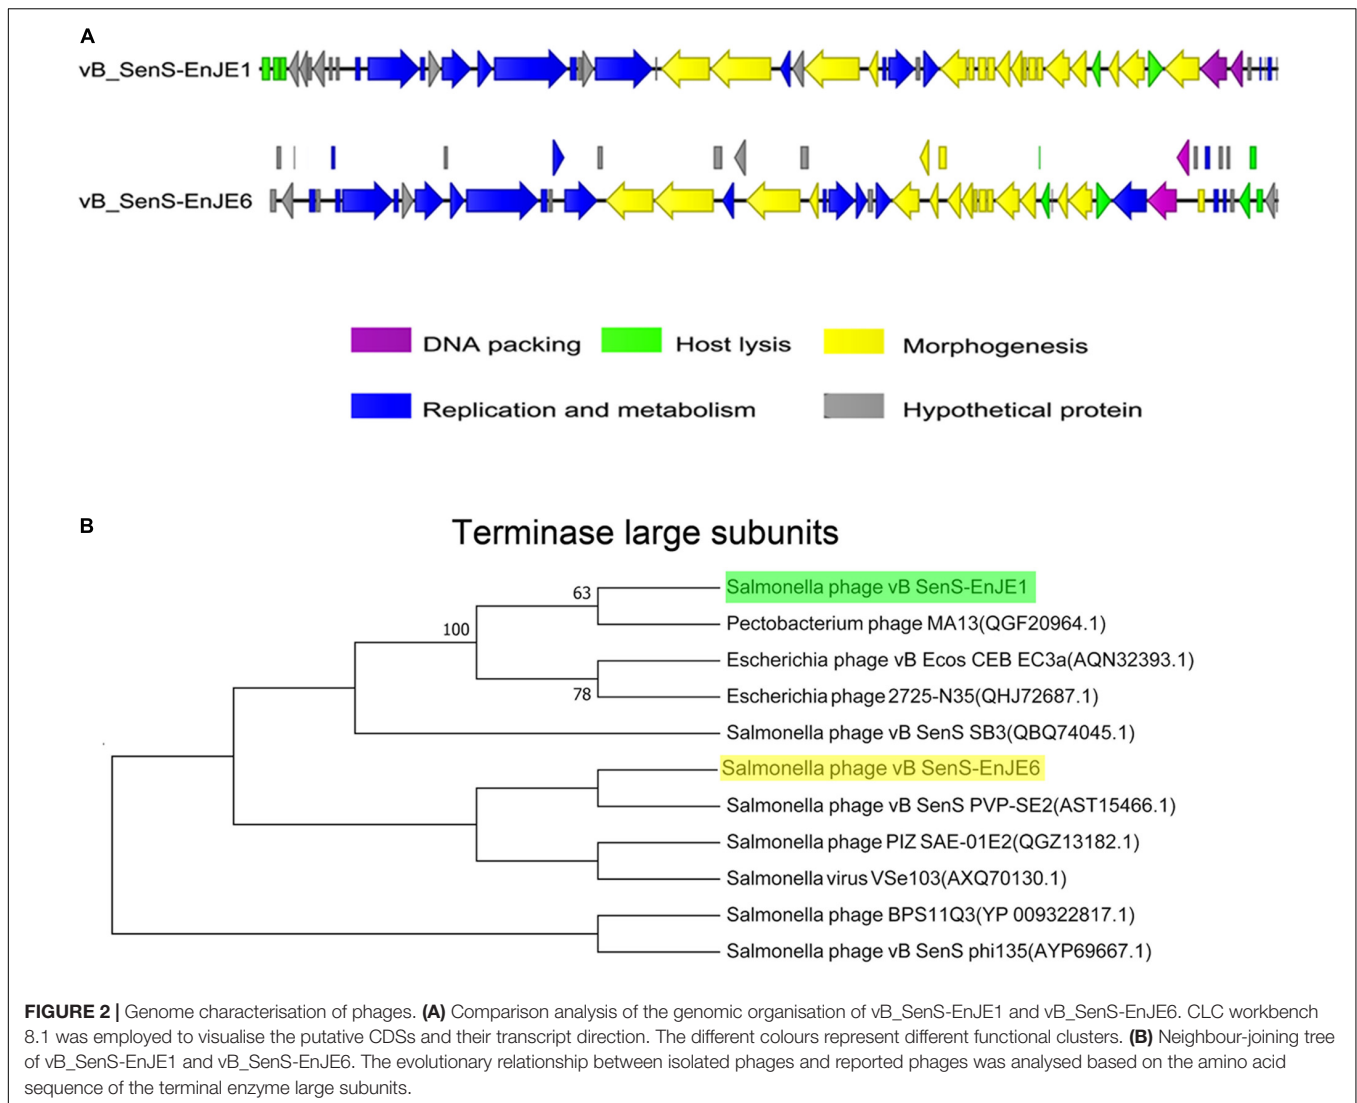 A
vB_SenS-EnJE1
vB_SenS-EnJE6
DNA packing
Host lysis
Morphogenesis
Replication and metabolism
Hypothetical protein
B
Terminase large subunits
63
Salmonella phage vB SenS-EnJE1
Pectobacterium phage MA13(QGF20964.1)
100
Escherichia phage vB Ecos CEB EC3a(AQN32393.1)
78
Escherichia phage 2725-N35(QHJ72687.1)
Salmonella phage vB SenS SB3(QBQ74045.1)
Salmonella phage vB SenS-EnJE6
Salmonella phage vB SenS PVP-SE2(AST15466.1)
Salmonella phage PIZ SAE-01E2(QGZ13182.1)
Salmonella virus VSe103(AXQ70130.1)
Salmonella phage BPS11Q3(YP 009322817.1)
Salmonella phage vB SenS phi135(AYP69667.1)
FIGURE 2 | Genome characterisation of phages. (A) Comparison analysis of the genomic organisation of vB_SenS-EnJE1 and vB_SenS-EnJE6. CLC workbench
8.1 was employed to visualise the putative CDSs and their transcript direction. The different colours represent different functional clusters. (B) Neighbour-joining tree
of vB_SenS-EnJE1 and vB_SenS-EnJE6. The evolutionary relationship between isolated phages and reported phages was analysed based on the amino acid
sequence of the terminal enzyme large subunits.